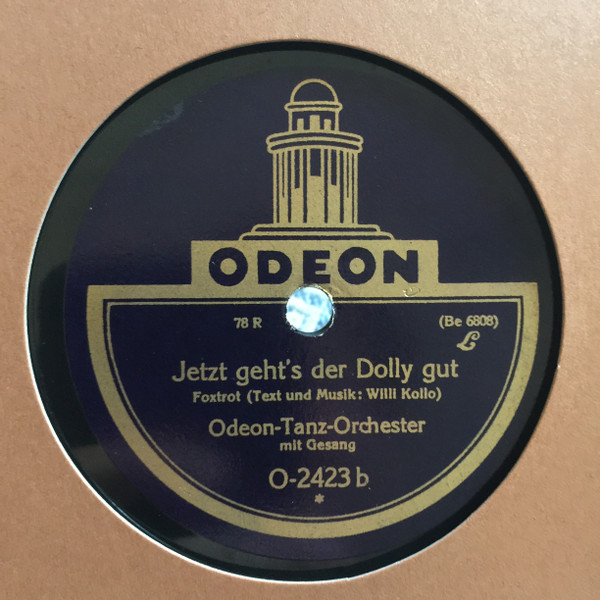 ODEON
78 R (Be 6808)
L
Jetzt geht's der Dolly gut
Foxtrot (Text und Musik: Willi Kollo)
Odeon-Tanz-Orchester
mit Gesang
O-2423 b
*